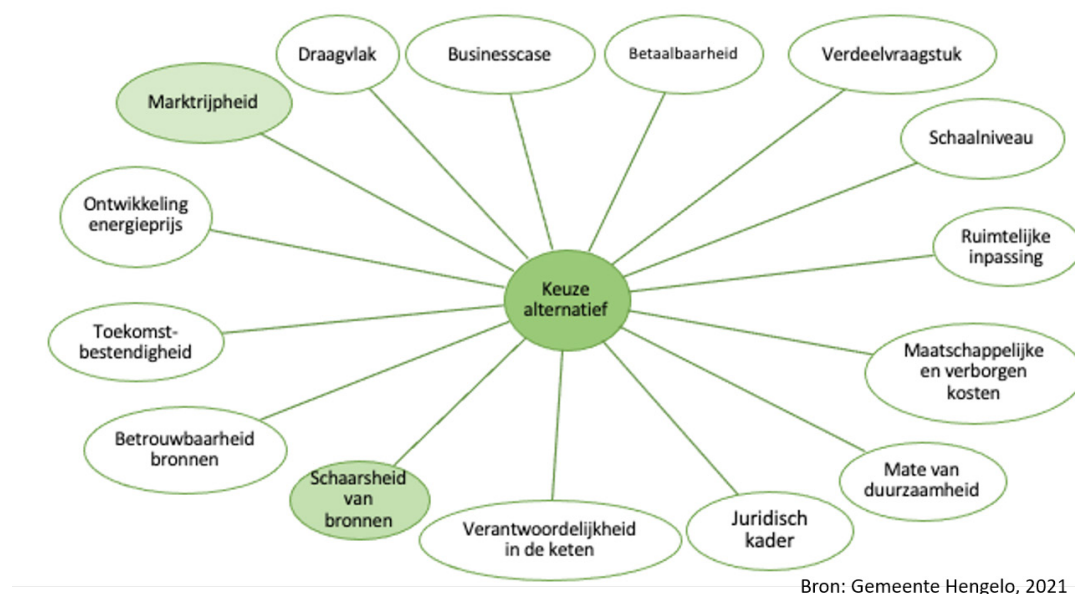 Draagvlak
Businesscase
Betaalbaarheid
Verdeelvraagstuk
Marktrijpheid
Schaalniveau
Ontwikkeling
energieprijs
Ruimtelijke
inpassing
Keuze
alternatief
Toekomst-
bestendigheid
Maatschappelijke
en verborgen
kosten
Betrouwbaarheid
bronnen
Schaarsheid
van
bronnen
Mate van
duurzaamheid
Verantwoordelijkheid
in de keten
Juridisch
kader
Bron: Gemeente Hengelo, 2021